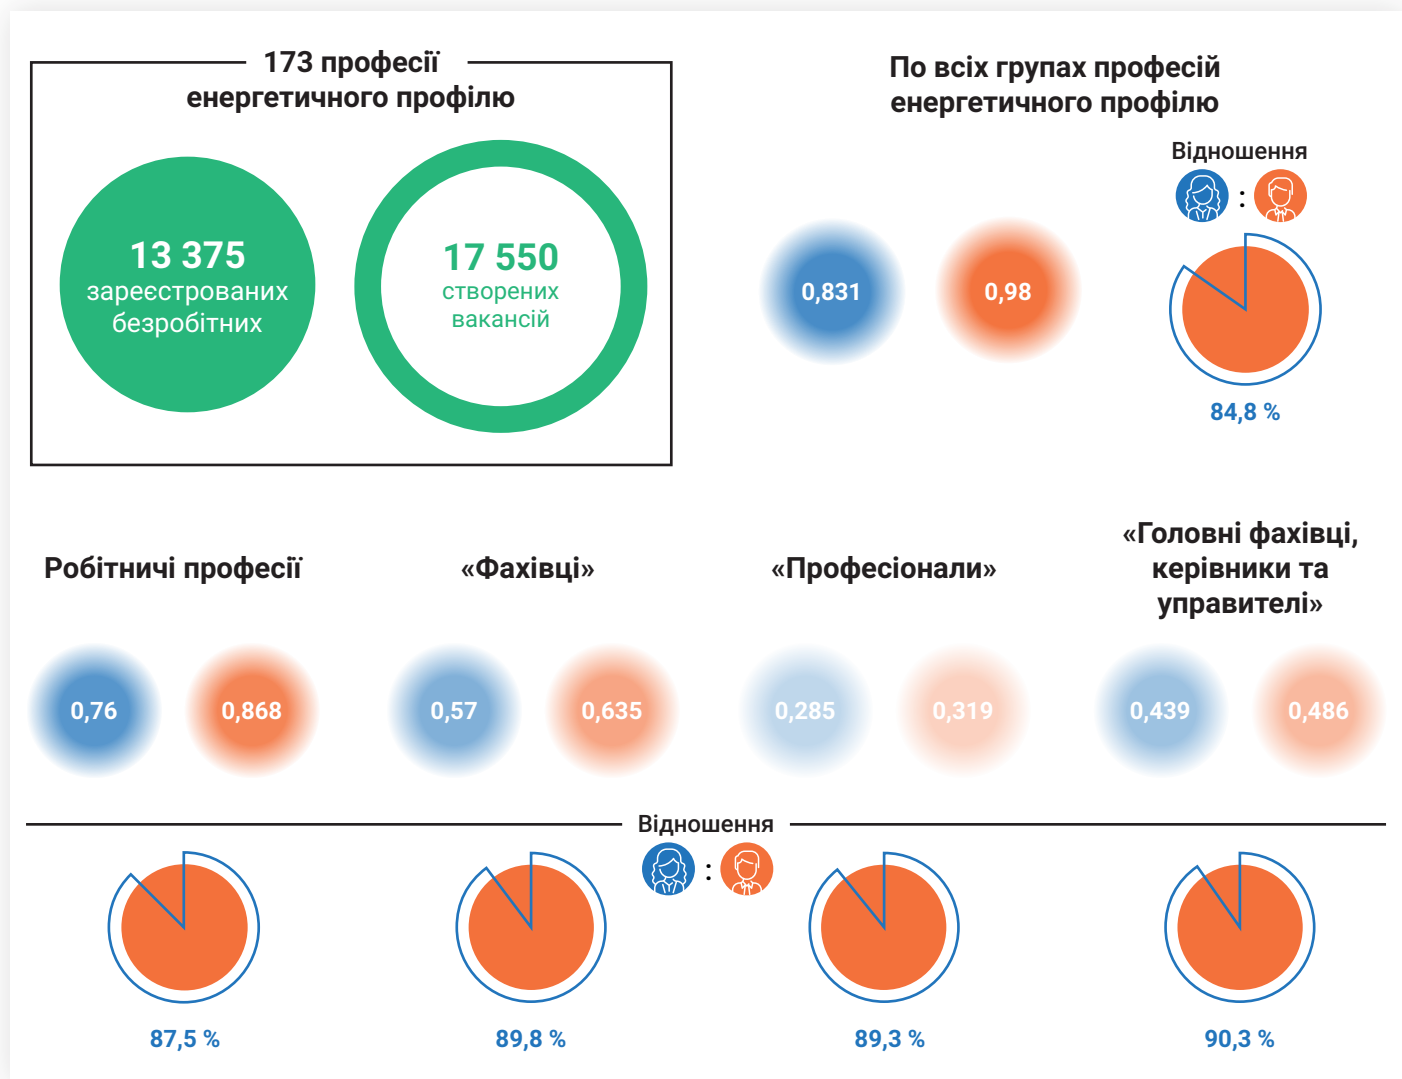 173 професії
енергетичного профілю
13 375
зареєстрованих
безробітних
17 550
створених
вакансій
По всіх групах професій
енергетичного профілю
Відношення
:
0,831
0,98
84,8 %
Робітничі професії
«Фахівці»
«Професіонали»
«Головні фахівці,
керівники та
управителі»
0,76
0,868
0,57
0,635
0,285
0,319
0,439
0,486
Відношення
:
87,5 %
89,8 %
89,3 %
90,3 %